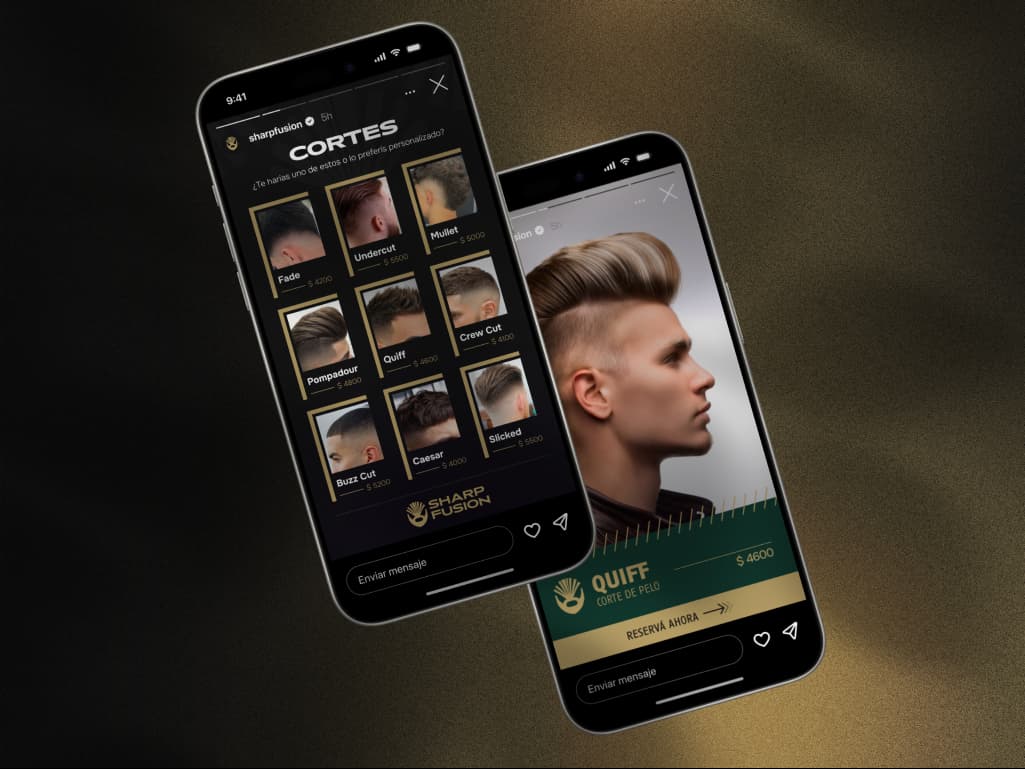 9:41
sharpfusion 5h
CORTES
¿Te harías uno de estos o lo preferís personalizado?
Fade
$ 4200
Undercut
$ 5500
Mullet
$ 5000
Pompadour
$ 4800
Quiff
$ 4600
Crew Cut
$ 4100
Buzz Cut
$ 5200
Caesar
$ 4000
Slicked
$ 5500
SHARP
FUSION
Enviar mensaje
sion 5h
QUIFF
CORTE DE PELO
$ 4600
RESERVÁ AHORA
Enviar mensaje